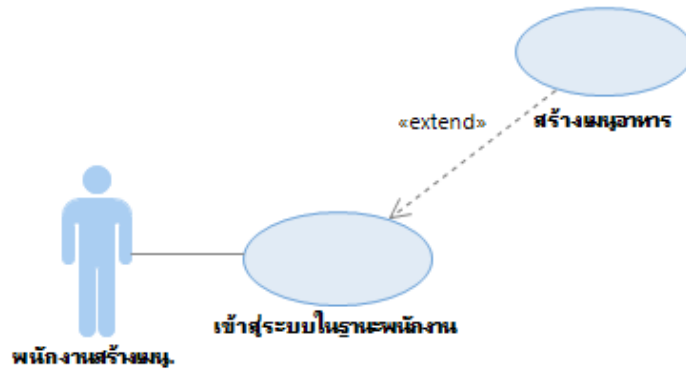 «extend»
สร้างเมนูอาหาร
เข้าสู่ระบบในฐานะพนักงาน
พนักงานสร้างเมนู.